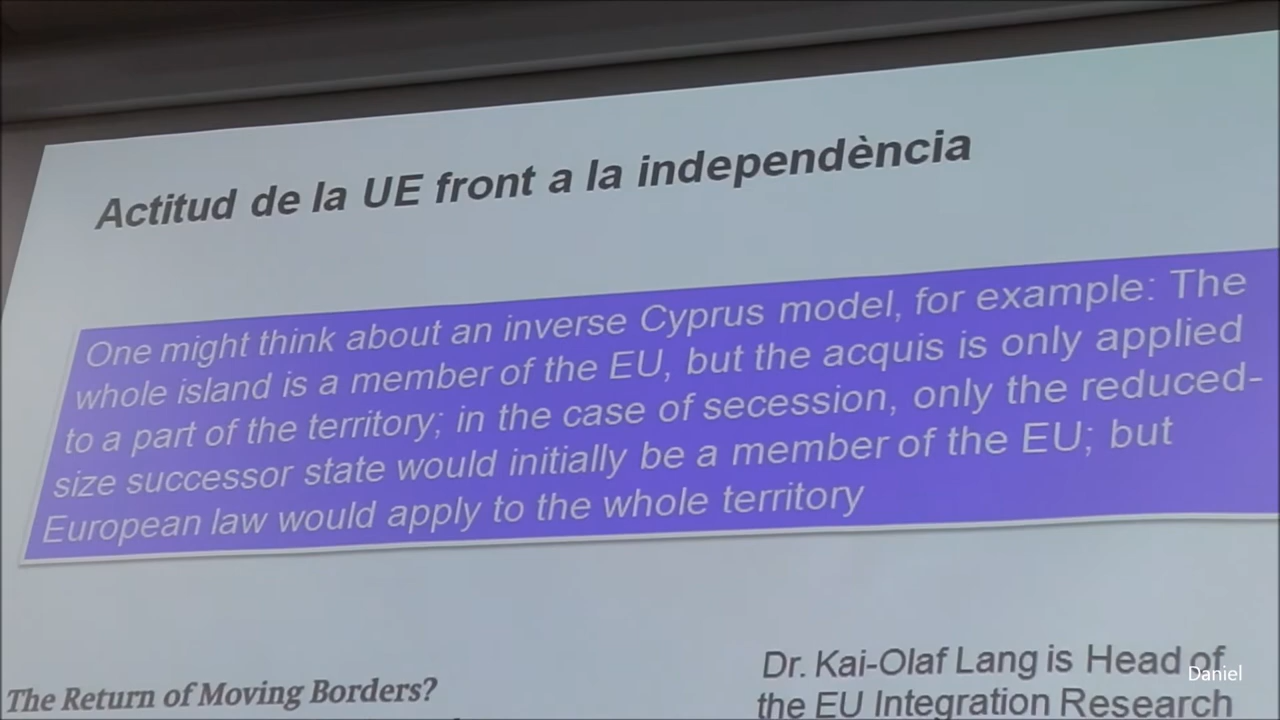 Actitud de la UE front a la independència
One might think about an inverse Cyprus model, for example: The
whole island is a member of the EU, but the acquis is only applied
to a part of the territory; in the case of secession, only the reduced-
size successor state would initially be a member of the EU; but
European law would apply to the whole territory
The Return of Moving Borders?
Dr. Kai-Olaf Lang is Head of
the EU Integration Research
Daniel